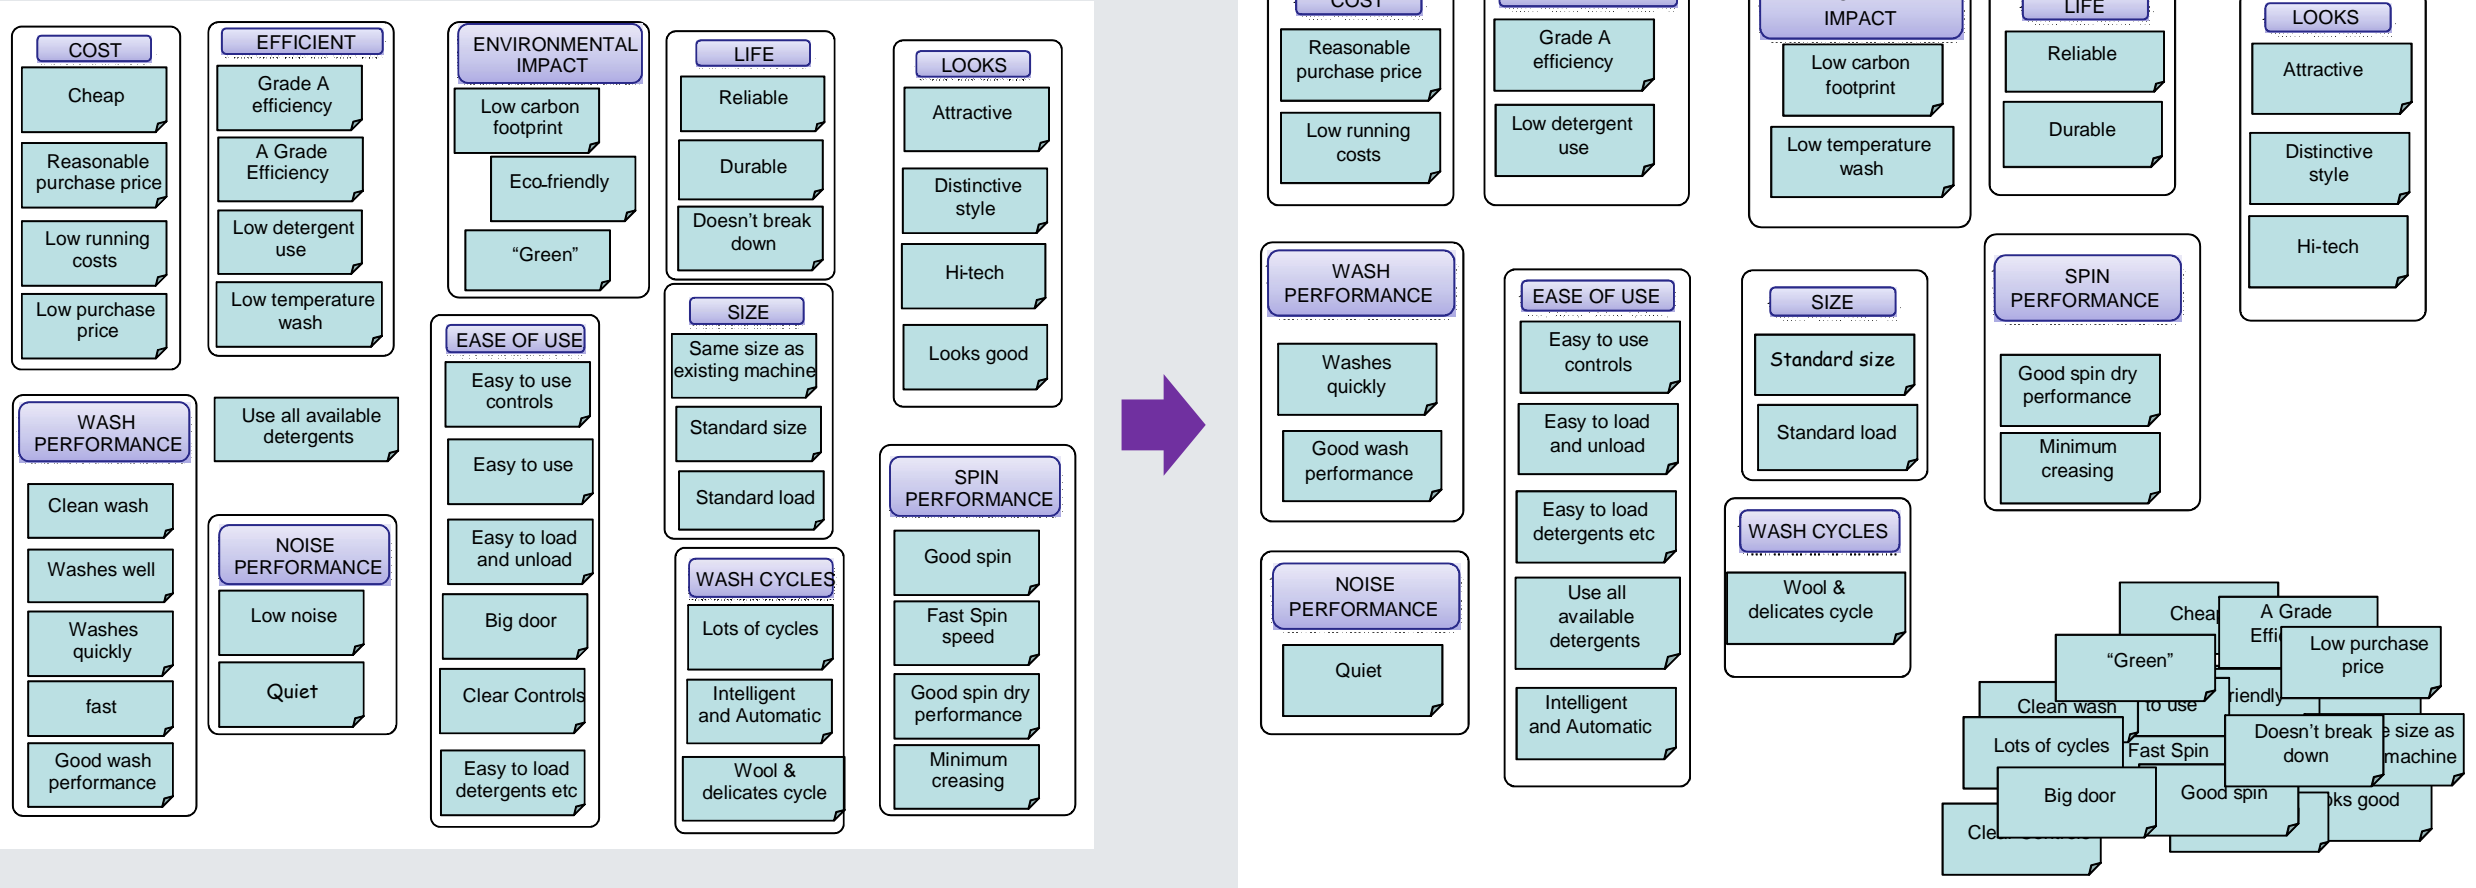 COST
Cheap
Reasonable
purchase price
Low running
costs
Low purchase
price
EFFICIENT
Grade A
efficiency
A Grade
Efficiency
Low detergent
use
Low temperature
wash
ENVIRONMENTAL
IMPACT
Low carbon
footprint
Eco-friendly
“Green”
LIFE
Reliable
Durable
Doesn’t break
down
LOOKS
Attractive
Distinctive
style
Hi-tech
Looks good
WASH
PERFORMANCE
Clean wash
Washes well
Washes
quickly
fast
Good wash
performance
Use all available
detergents
NOISE
PERFORMANCE
Low noise
Quiet
EASE OF USE
Easy to use
controls
Easy to use
Easy to load
and unload
Big door
Clear Controls
Easy to load
detergents etc
SIZE
Same size as
existing machine
Standard size
Standard load
WASH CYCLES
Lots of cycles
Intelligent
and Automatic
Wool &
delicates cycle
SPIN
PERFORMANCE
Good spin
Fast Spin
speed
Good spin dry
performance
Minimum
creasing
COST
Reasonable
purchase price
Low running
costs
Grade A
efficiency
Low detergent
use
IMPACT
Low carbon
footprint
Low temperature
wash
LIFE
Reliable
Durable
LOOKS
Attractive
Distinctive
style
Hi-tech
WASH
PERFORMANCE
Washes
quickly
Good wash
performance
NOISE
PERFORMANCE
Quiet
EASE OF USE
Easy to use
controls
Easy to load
and unload
Easy to load
detergents etc
Use all
available
detergents
Intelligent
and Automatic
SIZE
Standard size
Standard load
WASH CYCLES
Wool &
delicates cycle
SPIN
PERFORMANCE
Good spin dry
performance
Minimum
creasing
Cheap
A Grade
Effi
Low purchase
price
“Green”
riendly
Clean wash
to use
Lots of cycles
Fast Spin
Doesn’t break
down
e size as
machine
Big door
Good spin
oks good
Cle